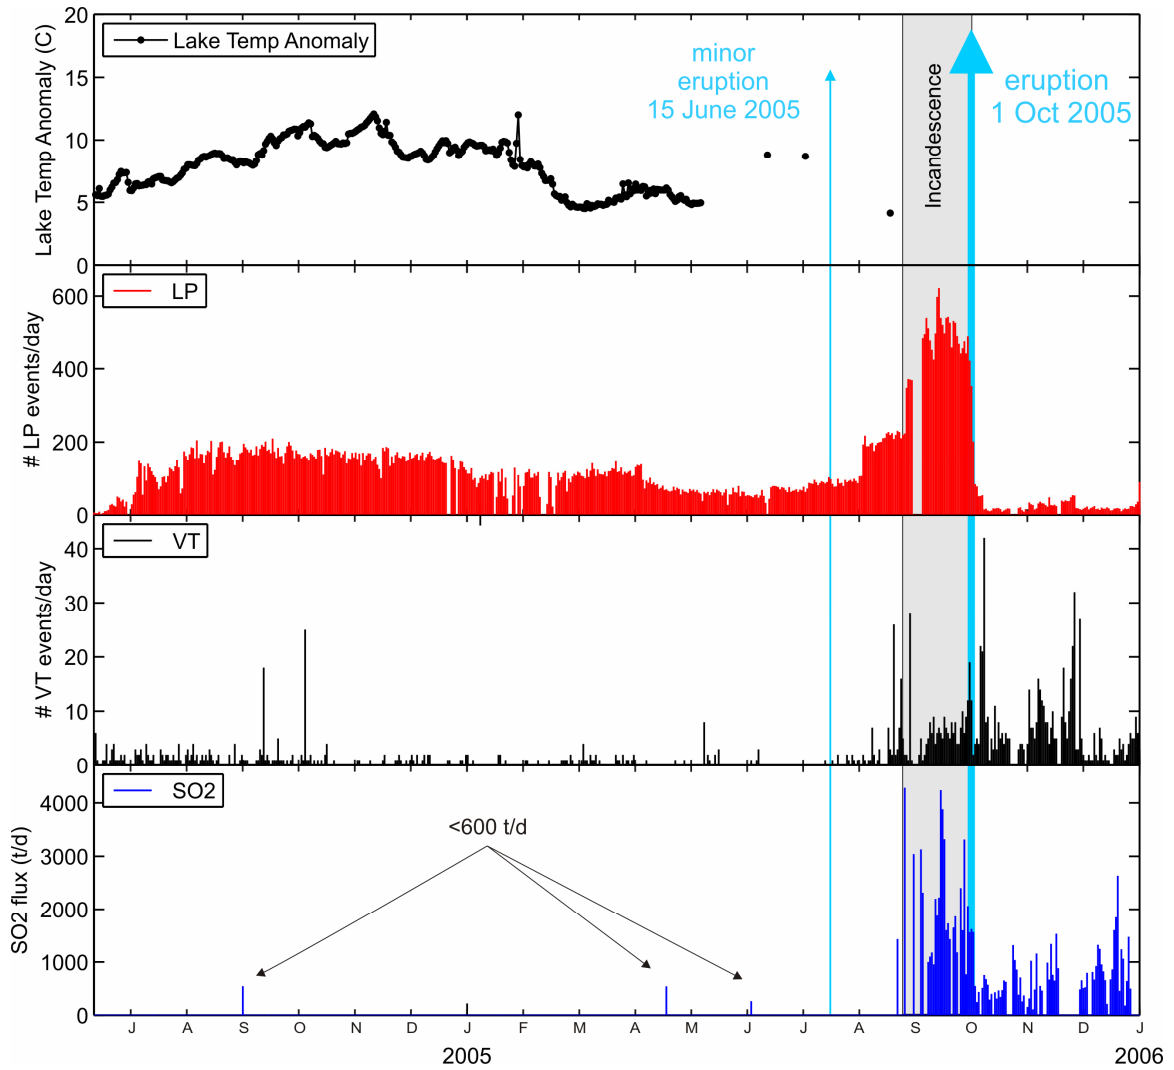 20
15
10
5
0
Lake Temp Anomaly (C)
Lake Temp Anomaly
minor
eruption
15 June 2005
Incandescence
eruption
1 Oct 2005
600
400
200
0
# LP events/day
LP
40
30
20
10
0
# VT events/day
VT
4000
3000
2000
1000
0
SO2 flux (t/d)
SO2
<600 t/d
J A S O N D J F M A M J J A S O N D J
2005 2006